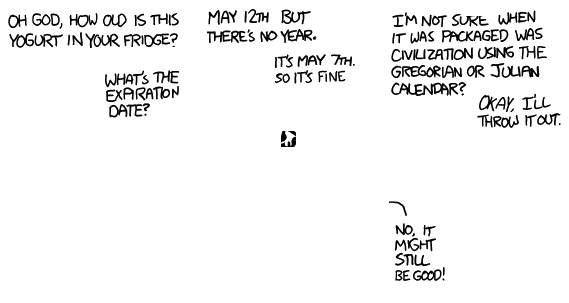 OH GOD, HOW OLD IS THIS
YOGURT IN YOUR FRIDGE?
WHAT'S THE
EXPIRATION
DATE?
MAY 12TH BUT
THERE'S NO YEAR.
IT'S MAY 7TH.
SO IT'S FINE
I'M NOT SURE WHEN
IT WAS PACKAGED WAS
CIVILIZATION USING THE
GREGORIAN OR JULIAN
CALENDAR?
OKAY, I'LL
THROW IT OUT.
NO, IT
MIGHT
STILL
BE GOOD!